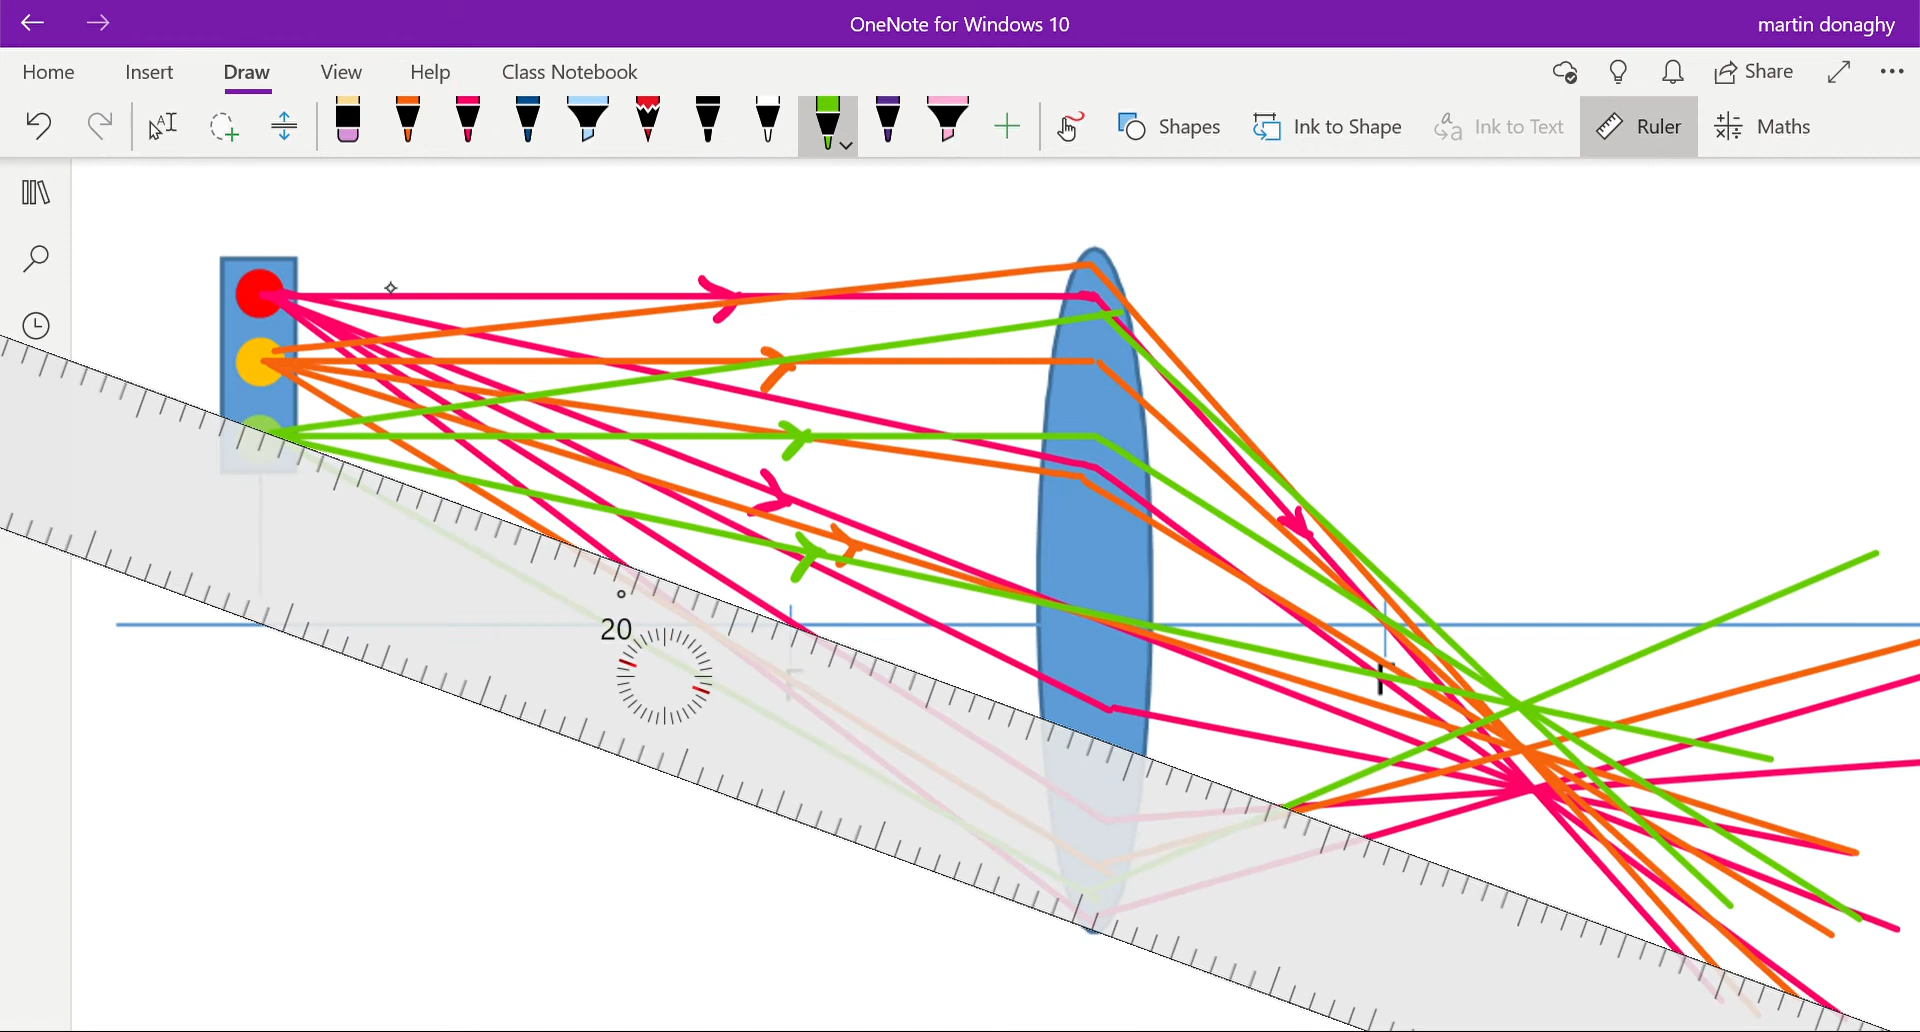 OneNote for Windows 10
martin donaghy
Home Insert Draw View Help Class Notebook
Share
Shapes
Ink to Shape
Ink to Text
Ruler
Maths
20°
F
F